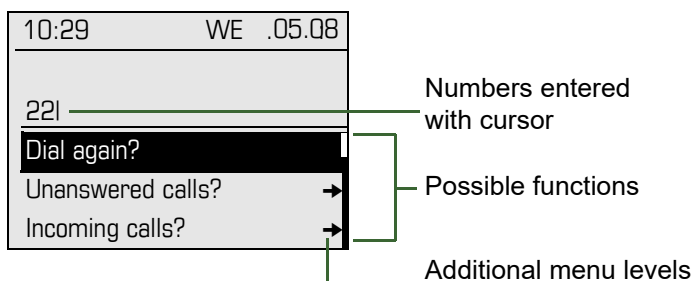 10:29 WE .05.08
22|
Numbers entered
with cursor
Dial again?
Unanswered calls? →
Possible functions
Incoming calls? →
Additional menu levels